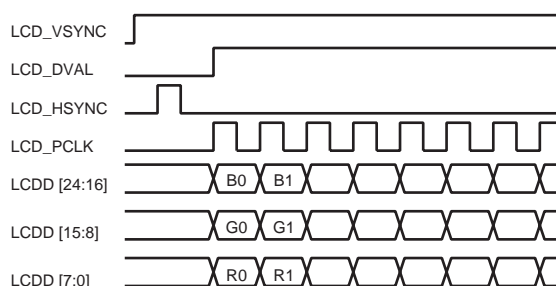 LCD_VSYNC
LCD_DVAL
LCD_HSYNC
LCD_PCLK
LCDD [24:16] B0 B1
LCDD [15:8] G0 G1
LCDD [7:0] R0 R1